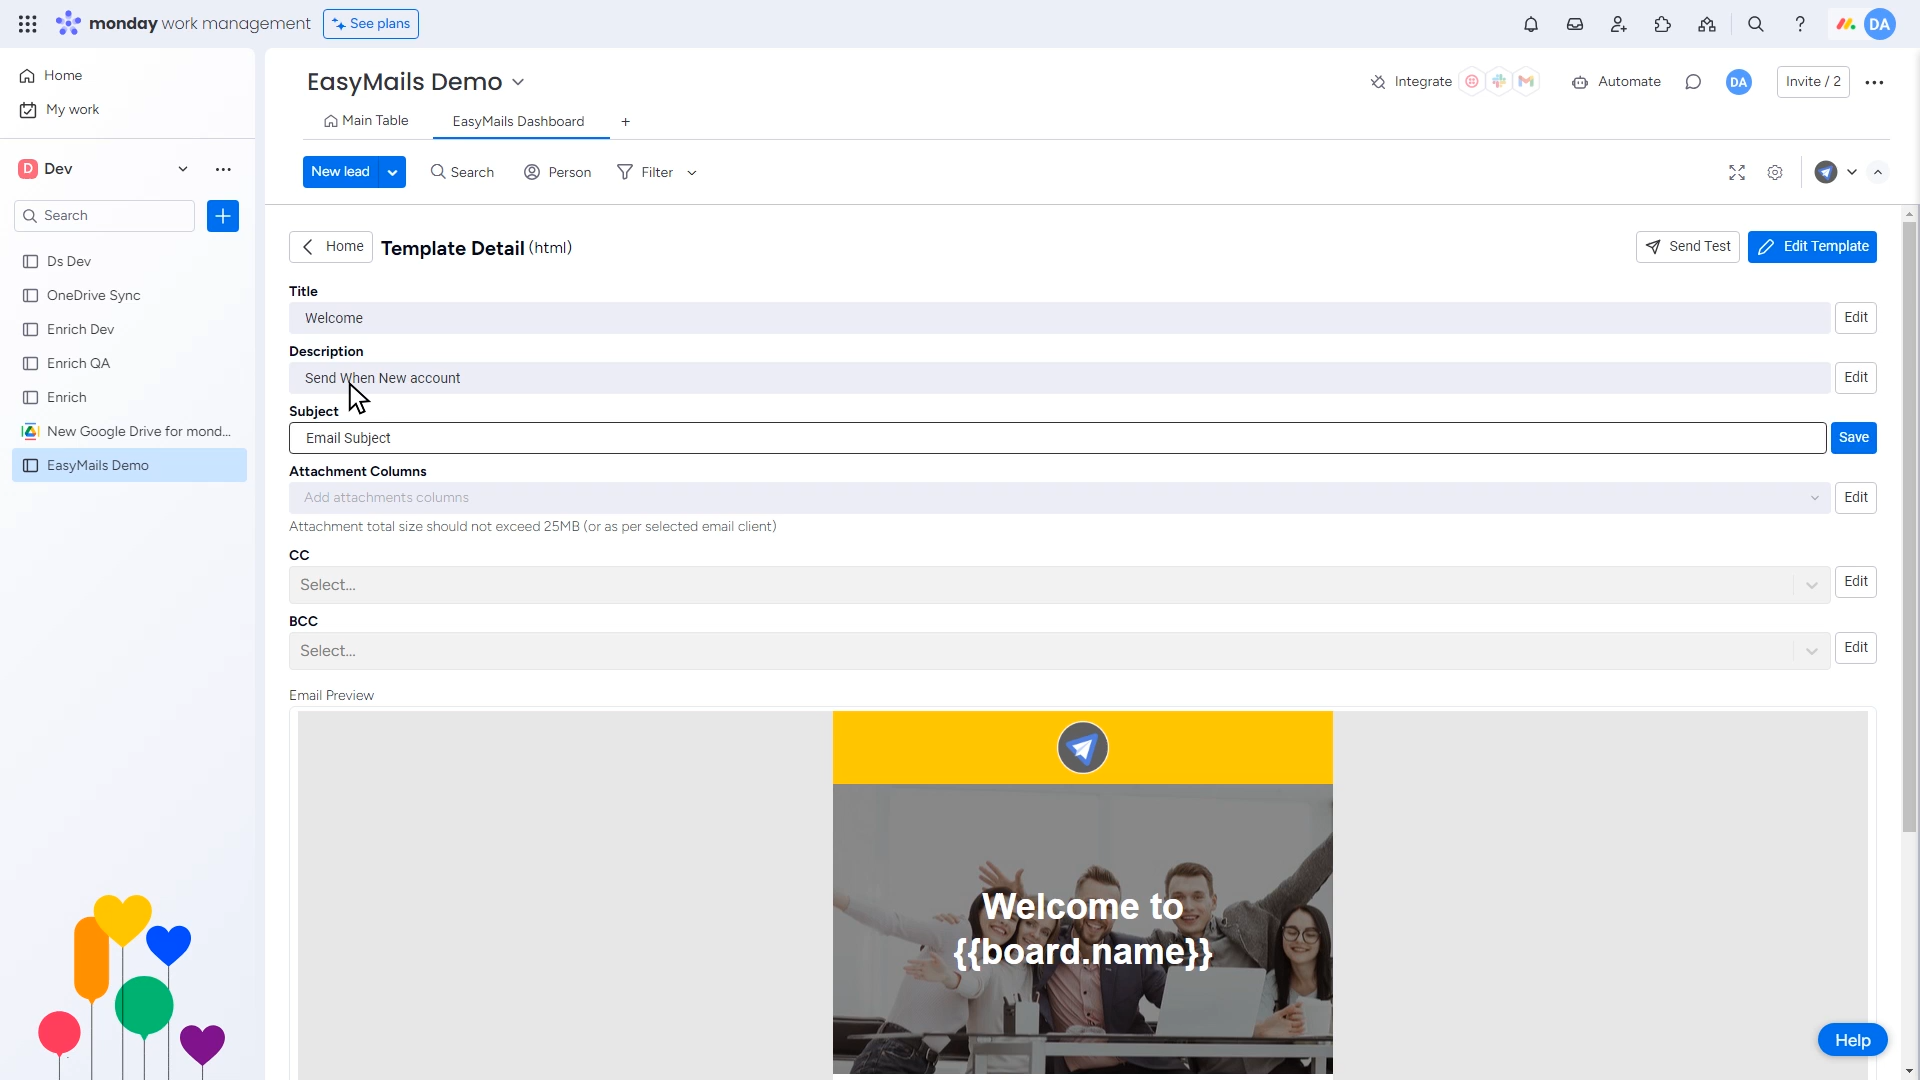 monday work management
See plans
DA
Home
My work
D Dev
Search
Ds Dev
OneDrive Sync
Enrich Dev
Enrich QA
Enrich
New Google Drive for mond...
EasyMails Demo
EasyMails Demo
Integrate
Automate
DA
Invite / 2
Main Table
EasyMails Dashboard
New lead
Search
Person
Filter
Home
Template Detail (html)
Send Test
Edit Template
Title
Welcome
Edit
Description
Send When New account
Edit
Subject
Email Subject
Save
Attachment Columns
Add attachments columns
Edit
Attachment total size should not exceed 25MB (or as per selected email client)
CC
Select...
Edit
BCC
Select...
Edit
Email Preview
Welcome to
{{board.name}}
Help